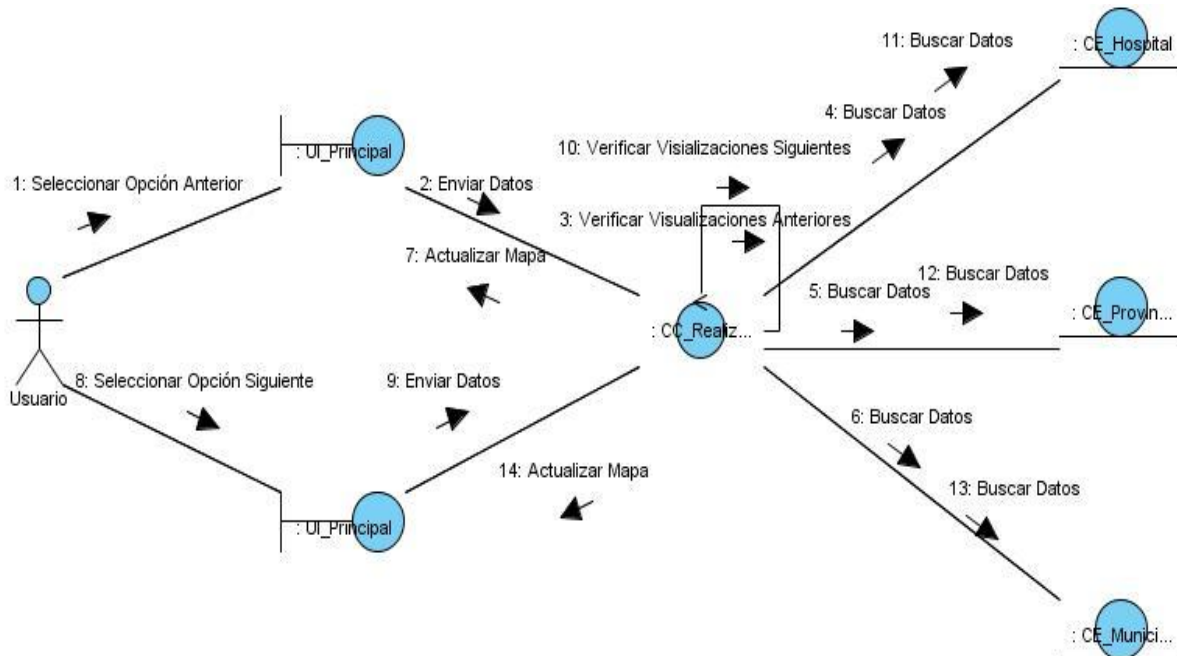 11: Buscar Datos
: CE_Hospital
4: Buscar Datos
: UI_Principal
10: Verificar Visializaciones Siguientes
1: Seleccionar Opción Anterior
2: Enviar Datos
3: Verificar Visualizaciones Anteriores
7: Actualizar Mapa
12: Buscar Datos
5: Buscar Datos
: CE_Provin...
: CC_Realiz...
8: Seleccionar Opción Siguiente
9: Enviar Datos
Usuario
6: Buscar Datos
14: Actualizar Mapa
13: Buscar Datos
: UI_Principal
: CE_Munici...